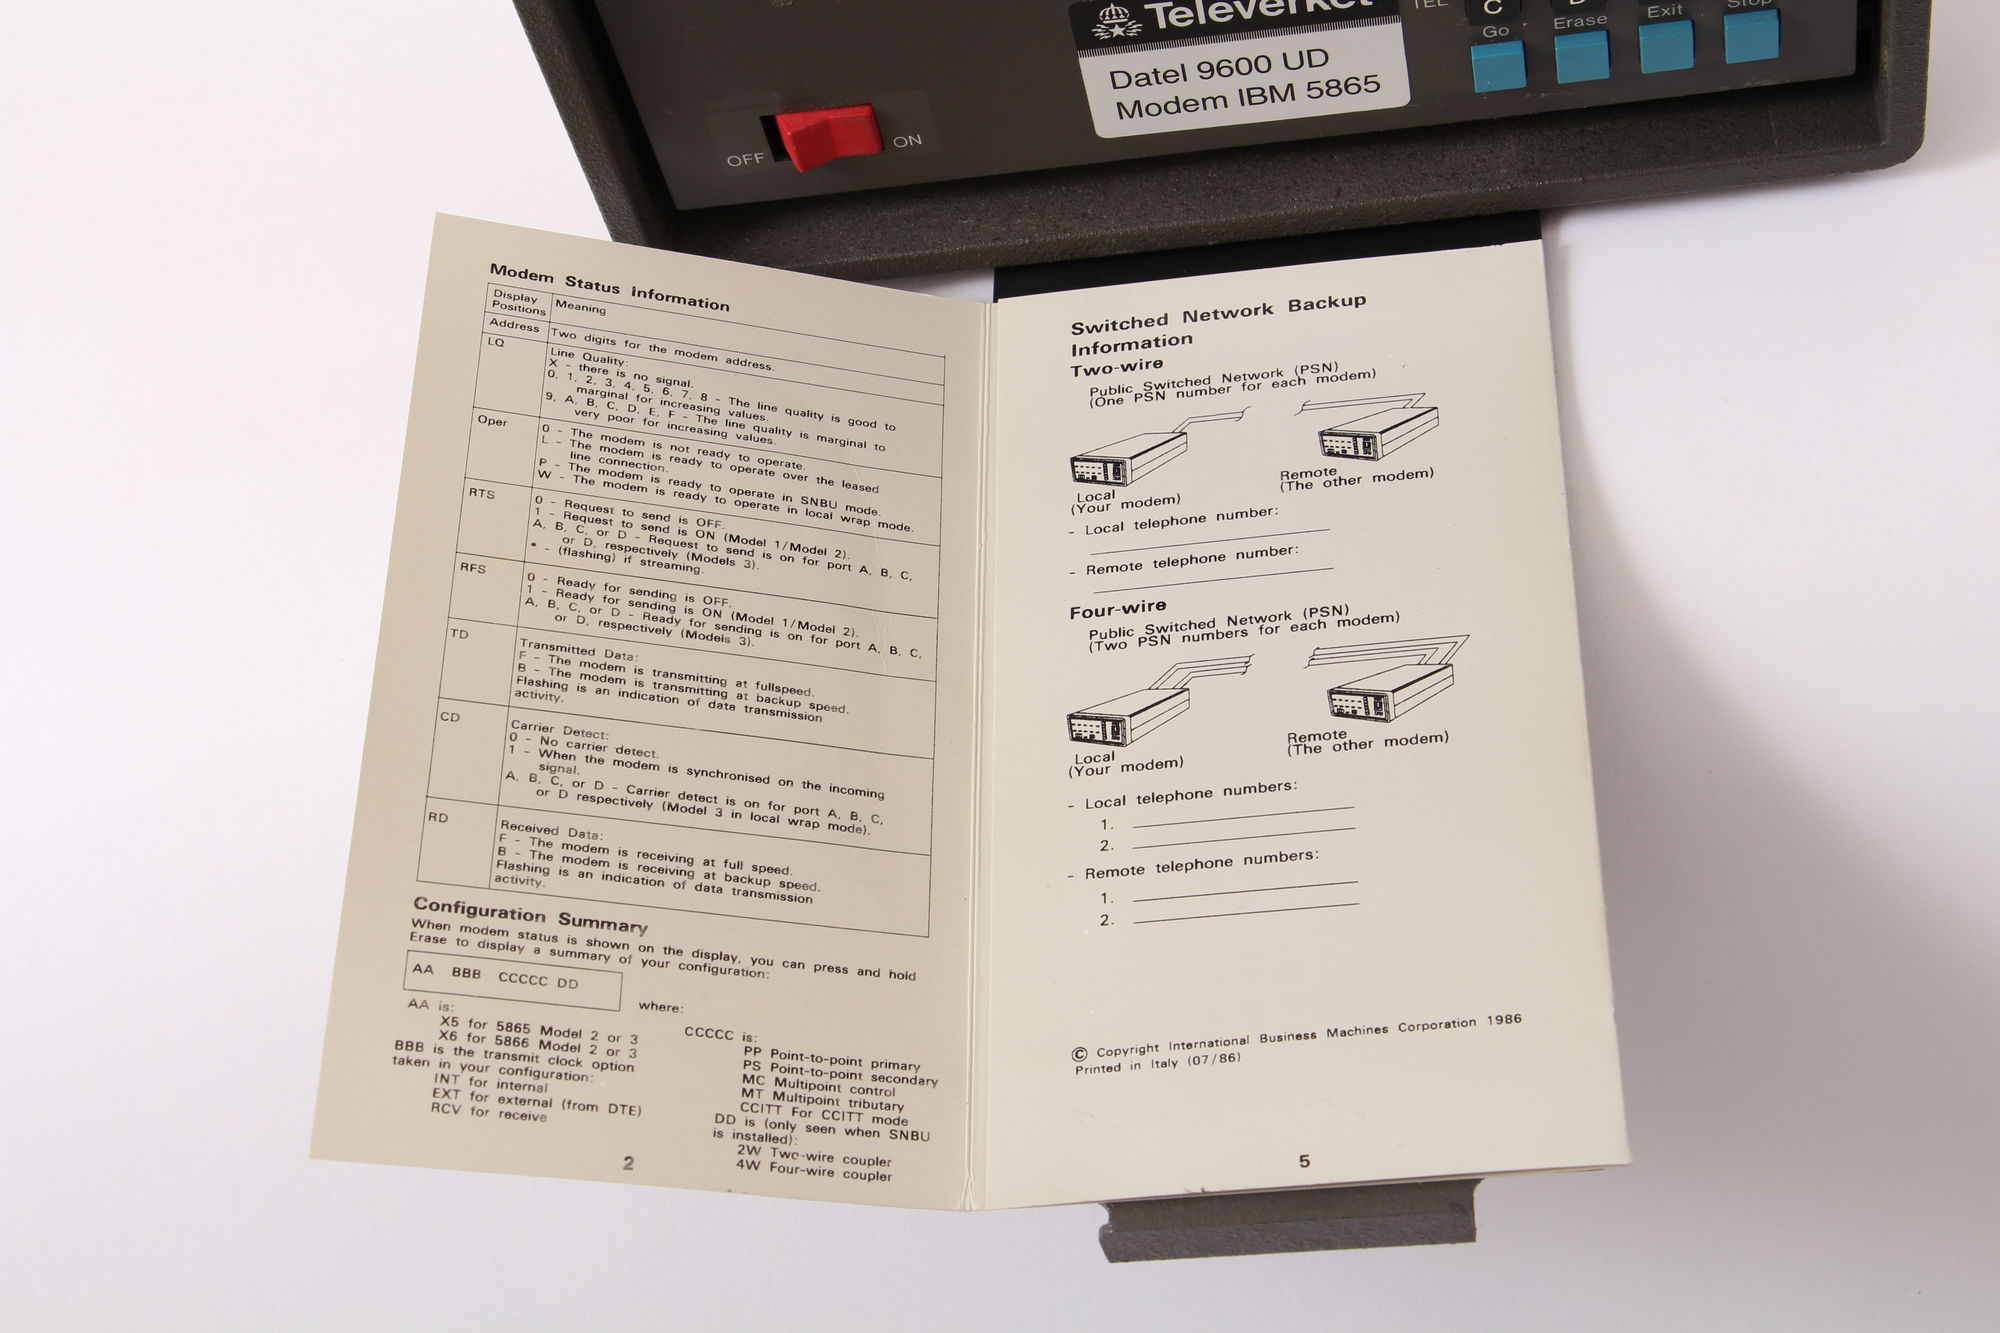 Televerket
Datel 9600 UD
Modem IBM 5865
TEL
C
D
Go
Erase
Exit
Stop
OFF
ON
Modem Status Information
Display
Positions
Meaning
Address
Two digits for the modem address.
LQ
Line Quality:
X - there is no signal.
0, 1, 2, 3, 4, 5, 6, 7, 8 - The line quality is good to
marginal for increasing values.
9, A, B, C, D, E, F - The line quality is marginal to
very poor for increasing values.
Oper
0 - The modem is not ready to operate.
L - The modem is ready to operate over the leased
line connection.
P - The modem is ready to operate in SNBU mode.
W - The modem is ready to operate in local wrap mode.
RTS
0 - Request to send is OFF.
1 - Request to send is ON (Model 1/Model 2).
A, B, C, or D - Request to send is on for port A, B, C,
or D, respectively (Models 3).
* - (flashing) if streaming.
RFS
0 - Ready for sending is OFF.
1 - Ready for sending is ON (Model 1/Model 2).
A, B, C, or D - Ready for sending is on for port A, B, C,
or D, respectively (Models 3).
TD
Transmitted Data:
F - The modem is transmitting at fullspeed.
B - The modem is transmitting at backup speed.
Flashing is an indication of data transmission
activity.
CD
Carrier Detect:
0 - No carrier detect.
1 - When the modem is synchronised on the incoming
signal.
A, B, C, or D - Carrier detect is on for port A, B, C,
or D respectively (Model 3 in local wrap mode).
RD
Received Data:
F - The modem is receiving at full speed.
B - The modem is receiving at backup speed.
Flashing is an indication of data transmission
activity.
Configuration Summary
When modem status is shown on the display, you can press and hold
Erase to display a summary of your configuration:
AA BBB CCCCC DD
where:
AA is:
X5 for 5865 Model 2 or 3
X6 for 5866 Model 2 or 3
BBB is the transmit clock option
taken in your configuration:
INT for internal
EXT for external (from DTE)
RCV for receive
CCCCC is:
PP Point-to-point primary
PS Point-to-point secondary
MC Multipoint control
MT Multipoint tributary
CCITT For CCITT mode
DD is (only seen when SNBU
is installed):
2W Two-wire coupler
4W Four-wire coupler
2
Switched Network Backup
Information
Two-wire
Public Switched Network (PSN)
(One PSN number for each modem)
Local
(Your modem)
Remote
(The other modem)
- Local telephone number:
- Remote telephone number:
Four-wire
Public Switched Network (PSN)
(Two PSN numbers for each modem)
Local
(Your modem)
Remote
(The other modem)
- Local telephone numbers:
1.
2.
- Remote telephone numbers:
1.
2.
© Copyright International Business Machines Corporation 1986
Printed in Italy (07/86)
5